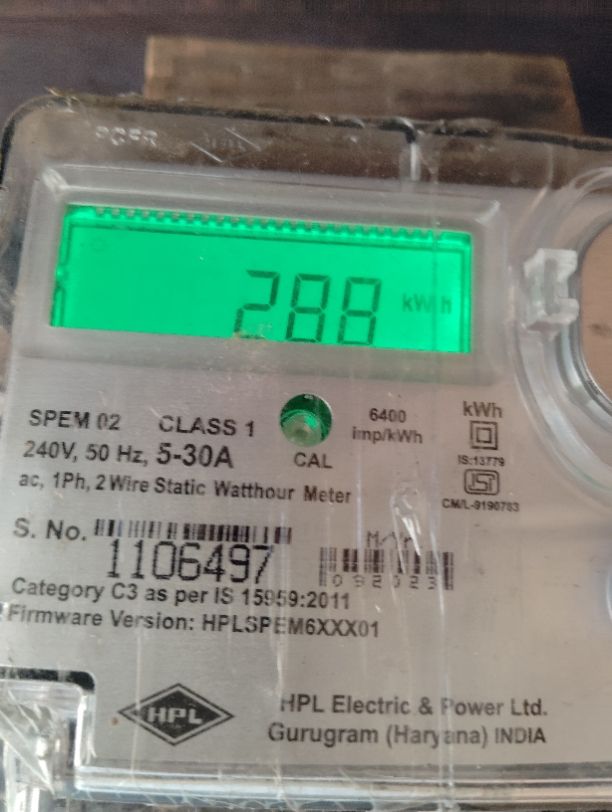 288 kWh
SPEM 02 CLASS 1
6400 imp/kWh
kWh
240V, 50 Hz, 5-30A
CAL
IS:13779
ac, 1Ph, 2 Wire Static Watthour Meter
ISI
CM/L-9190783
S. No.
1106497
092023
Category C3 as per IS 15959:2011
Firmware Version: HPLSPEM6XXX01
HPL
HPL Electric & Power Ltd.
Gurugram (Haryana) INDIA